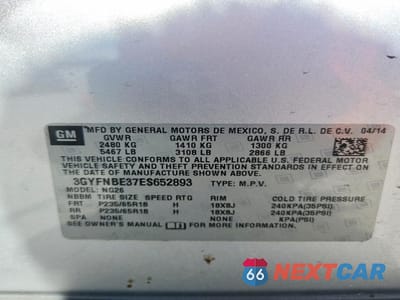 GM
MFD BY GENERAL MOTORS DE MEXICO, S. DE R.L. DE C.V. 04/14
GVWR GAWR FRT GAWR RR
2480 KG 1410 KG 1300 KG
5467 LB 3108 LB 2866 LB
THIS VEHICLE CONFORMS TO ALL APPLICABLE U.S. FEDERAL MOTOR
VEHICLE SAFETY AND THEFT PREVENTION STANDARDS IN
EFFECT ON THE DATE OF MANUFACTURE SHOWN ABOVE.
3GYFNBE37ES652893 TYPE: M.P.V.
MODEL: NG26
NBBM TIRE SIZE SPEED RTG RIM COLD TIRE PRESSURE
FRT P235/65R18 H 18X8J 240KPA(35PSI)
RR P235/65R18 H 18X8J 240KPA(35PSI)
SPA NONE NONE KPA(PSI)
SEE OWNER'S MANUAL FOR MORE INFORMATION.
66 NEXTCAR